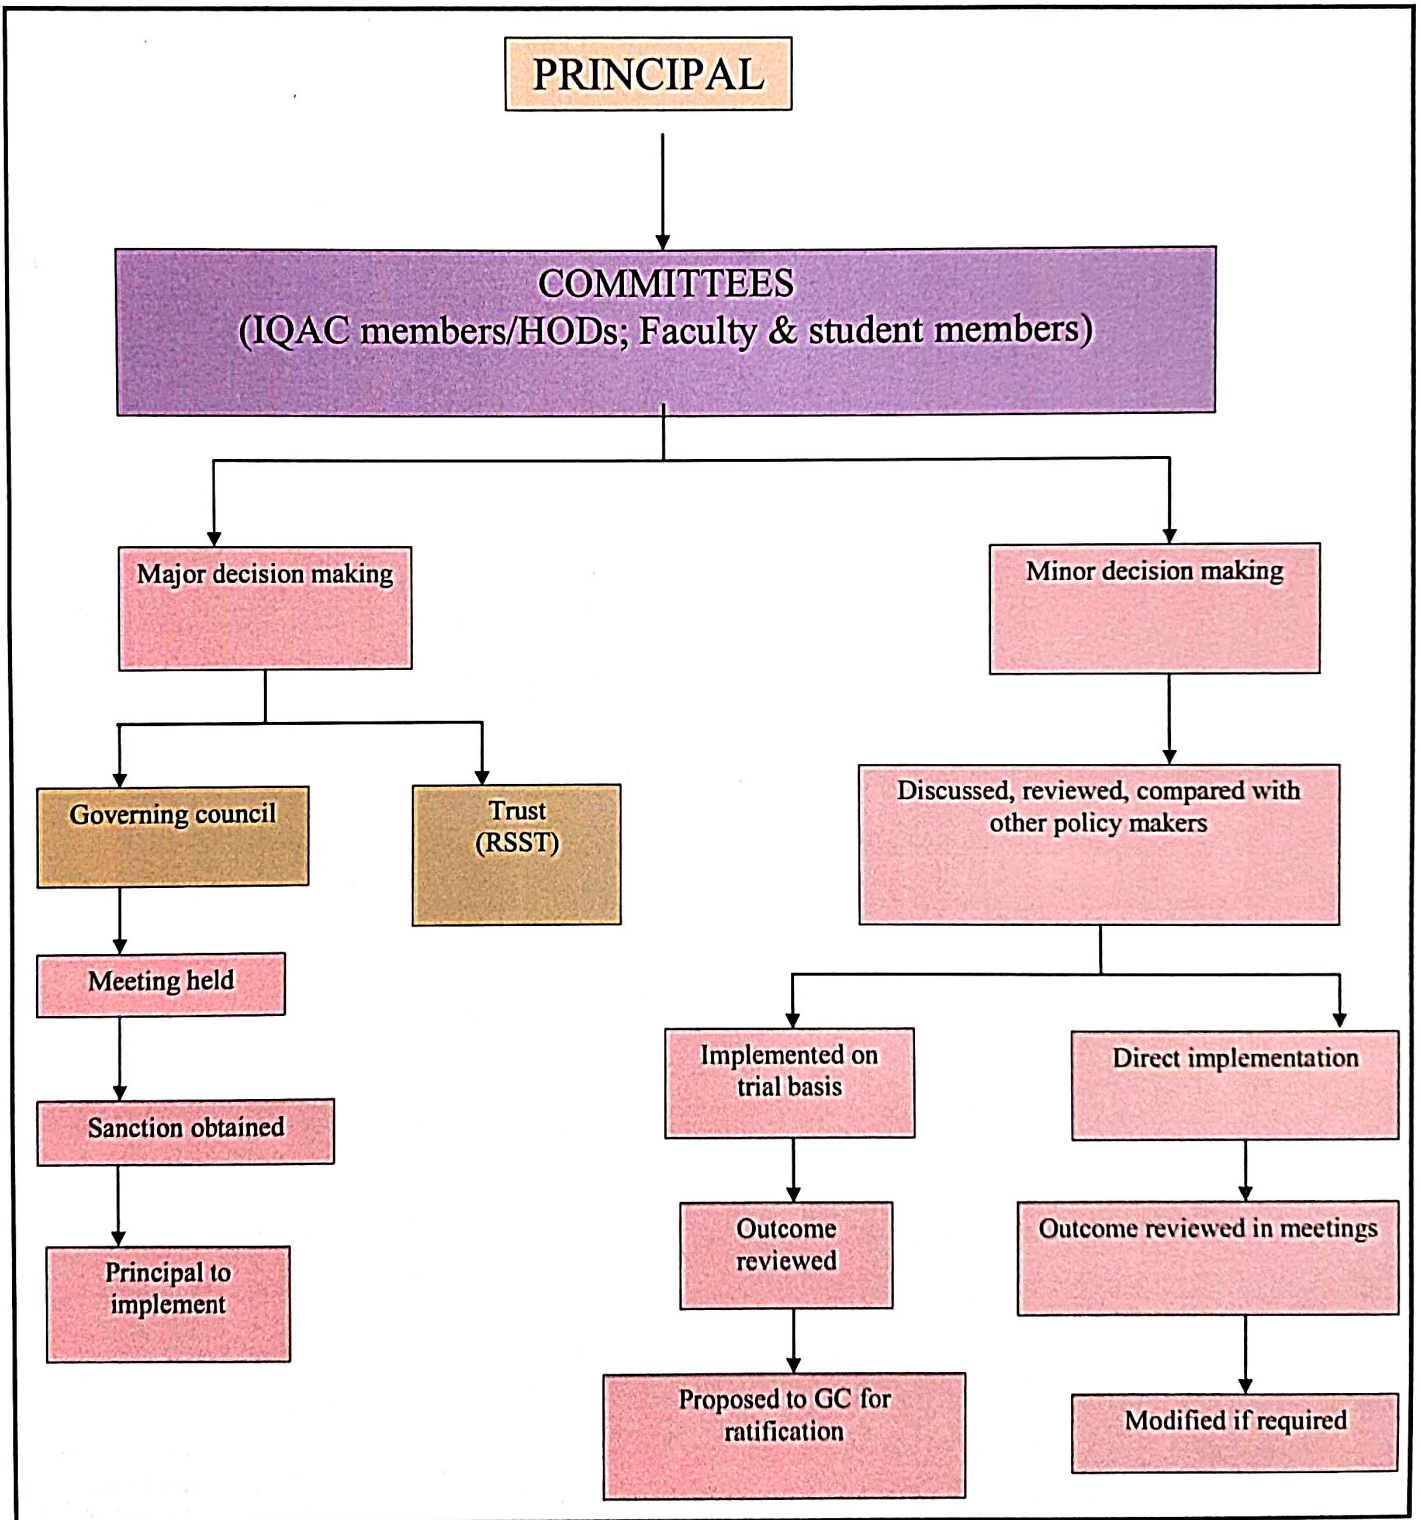 PRINCIPAL
COMMITTEES
(IQAC members/HODs; Faculty & student members)
Major decision making
Minor decision making
Governing council
Trust
(RSST)
Discussed, reviewed, compared with
other policy makers
Meeting held
Sanction obtained
Principal to
implement
Implemented on
trial basis
Direct implementation
Outcome
reviewed
Outcome reviewed in meetings
Proposed to GC for
ratification
Modified if required